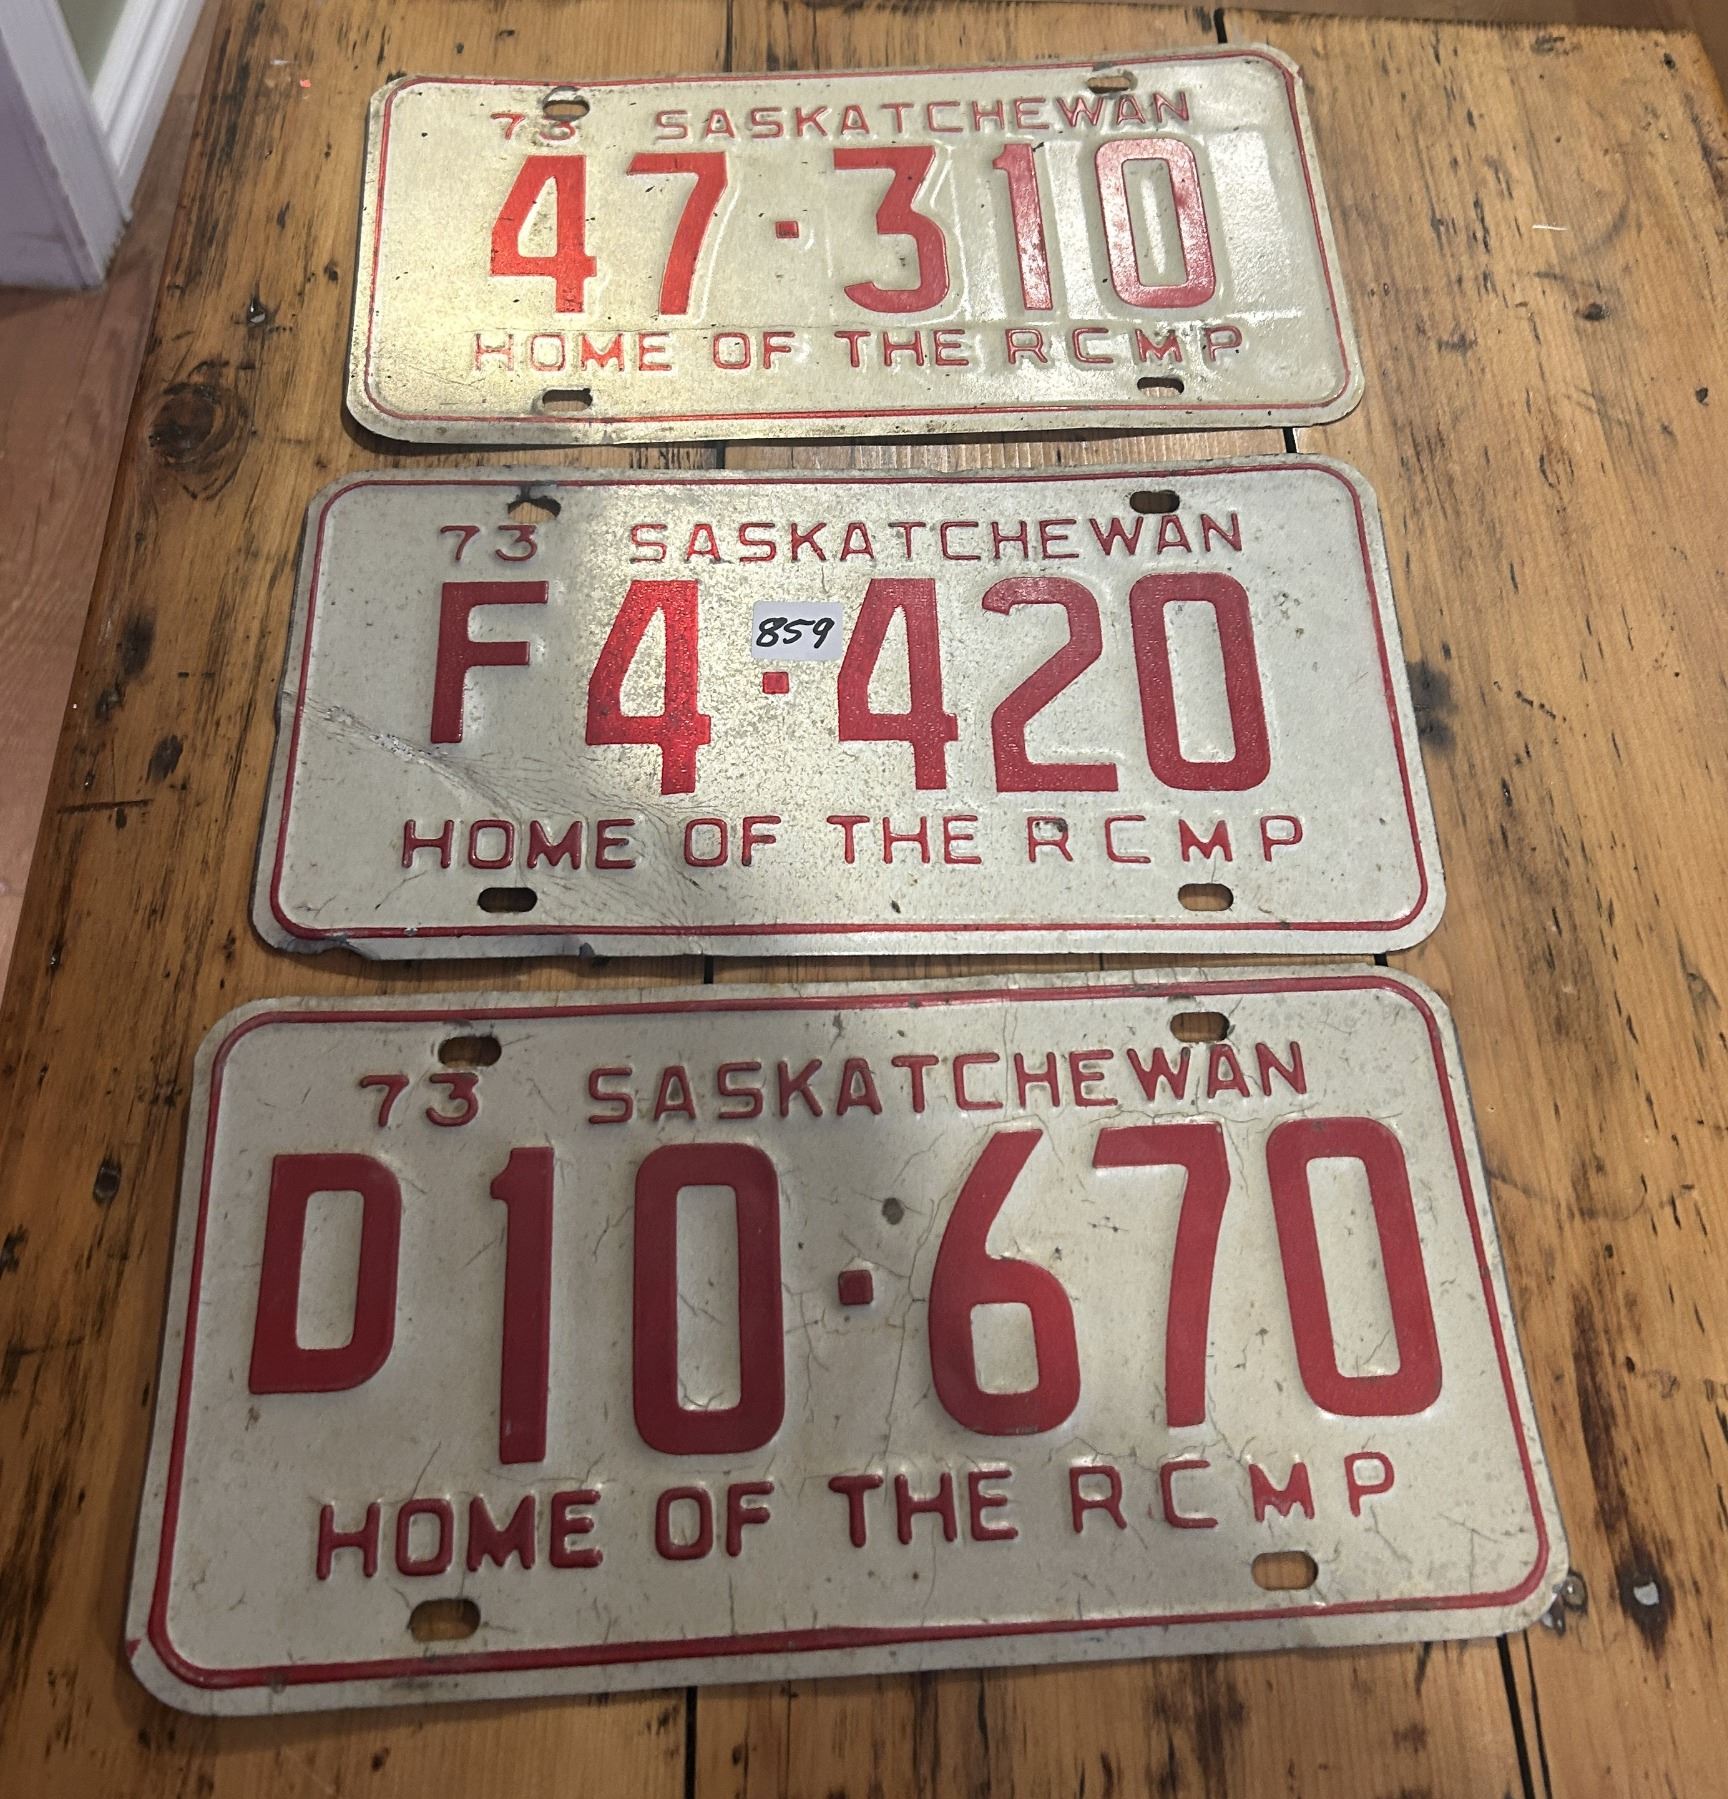 73 SASKATCHEWAN
47·310
HOME OF THE RCMP
73 SASKATCHEWAN
F4·420
859
HOME OF THE RCMP
73 SASKATCHEWAN
D10·670
HOME OF THE RCMP